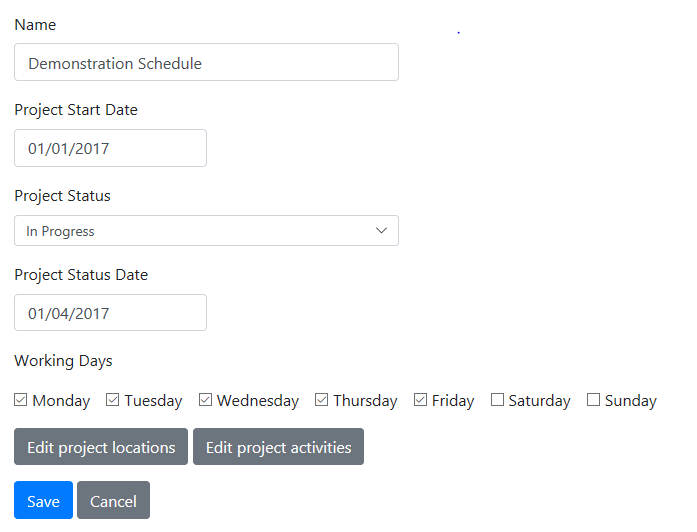 Name
Demonstration Schedule
Project Start Date
01/01/2017
Project Status
In Progress
Project Status Date
01/04/2017
Working Days
Monday Tuesday Wednesday Thursday Friday Saturday Sunday
Edit project locations Edit project activities
Save Cancel